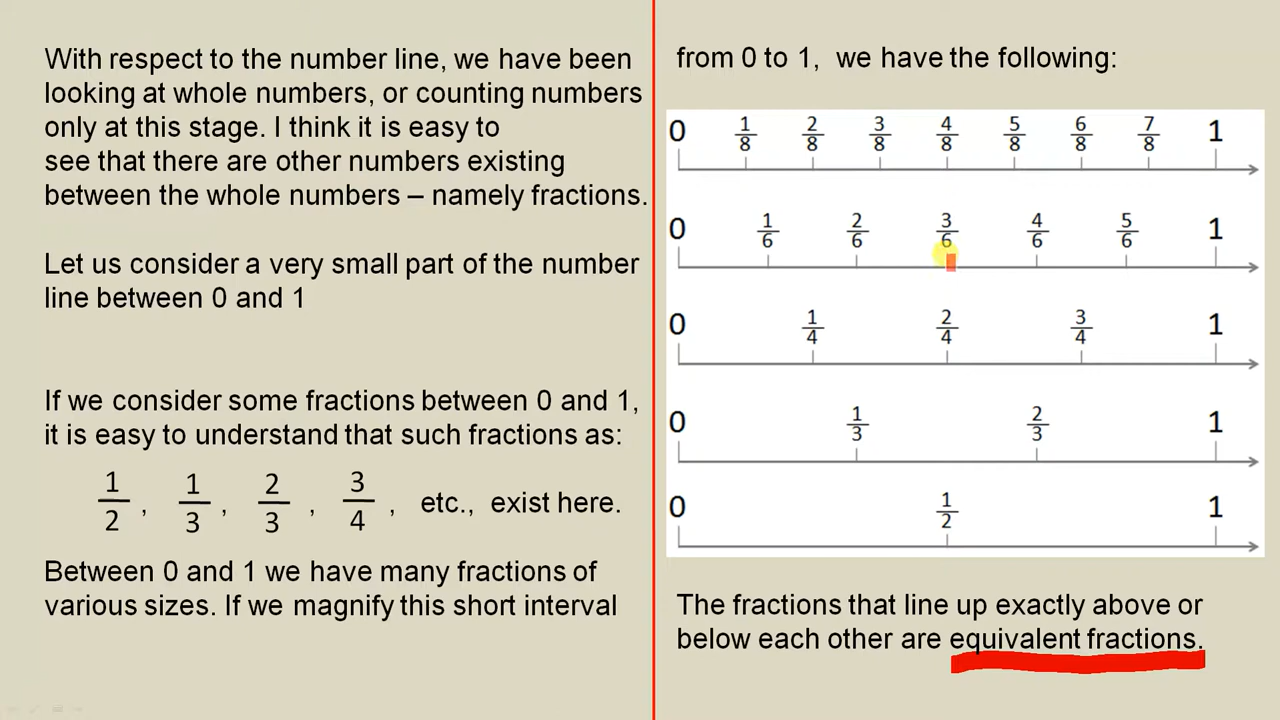 With respect to the number line, we have been
looking at whole numbers, or counting numbers
only at this stage. I think it is easy to
see that there are other numbers existing
between the whole numbers – namely fractions.
Let us consider a very small part of the number
line between 0 and 1
If we consider some fractions between 0 and 1,
it is easy to understand that such fractions as:
1/2 , 1/3 , 2/3 , 3/4 , etc., exist here.
Between 0 and 1 we have many fractions of
various sizes. If we magnify this short interval
from 0 to 1, we have the following:
0 1/8 2/8 3/8 4/8 5/8 6/8 7/8 1
0 1/6 2/6 3/6 4/6 5/6 1
0 1/4 2/4 3/4 1
0 1/3 2/3 1
0 1/2 1
The fractions that line up exactly above or
below each other are equivalent fractions.